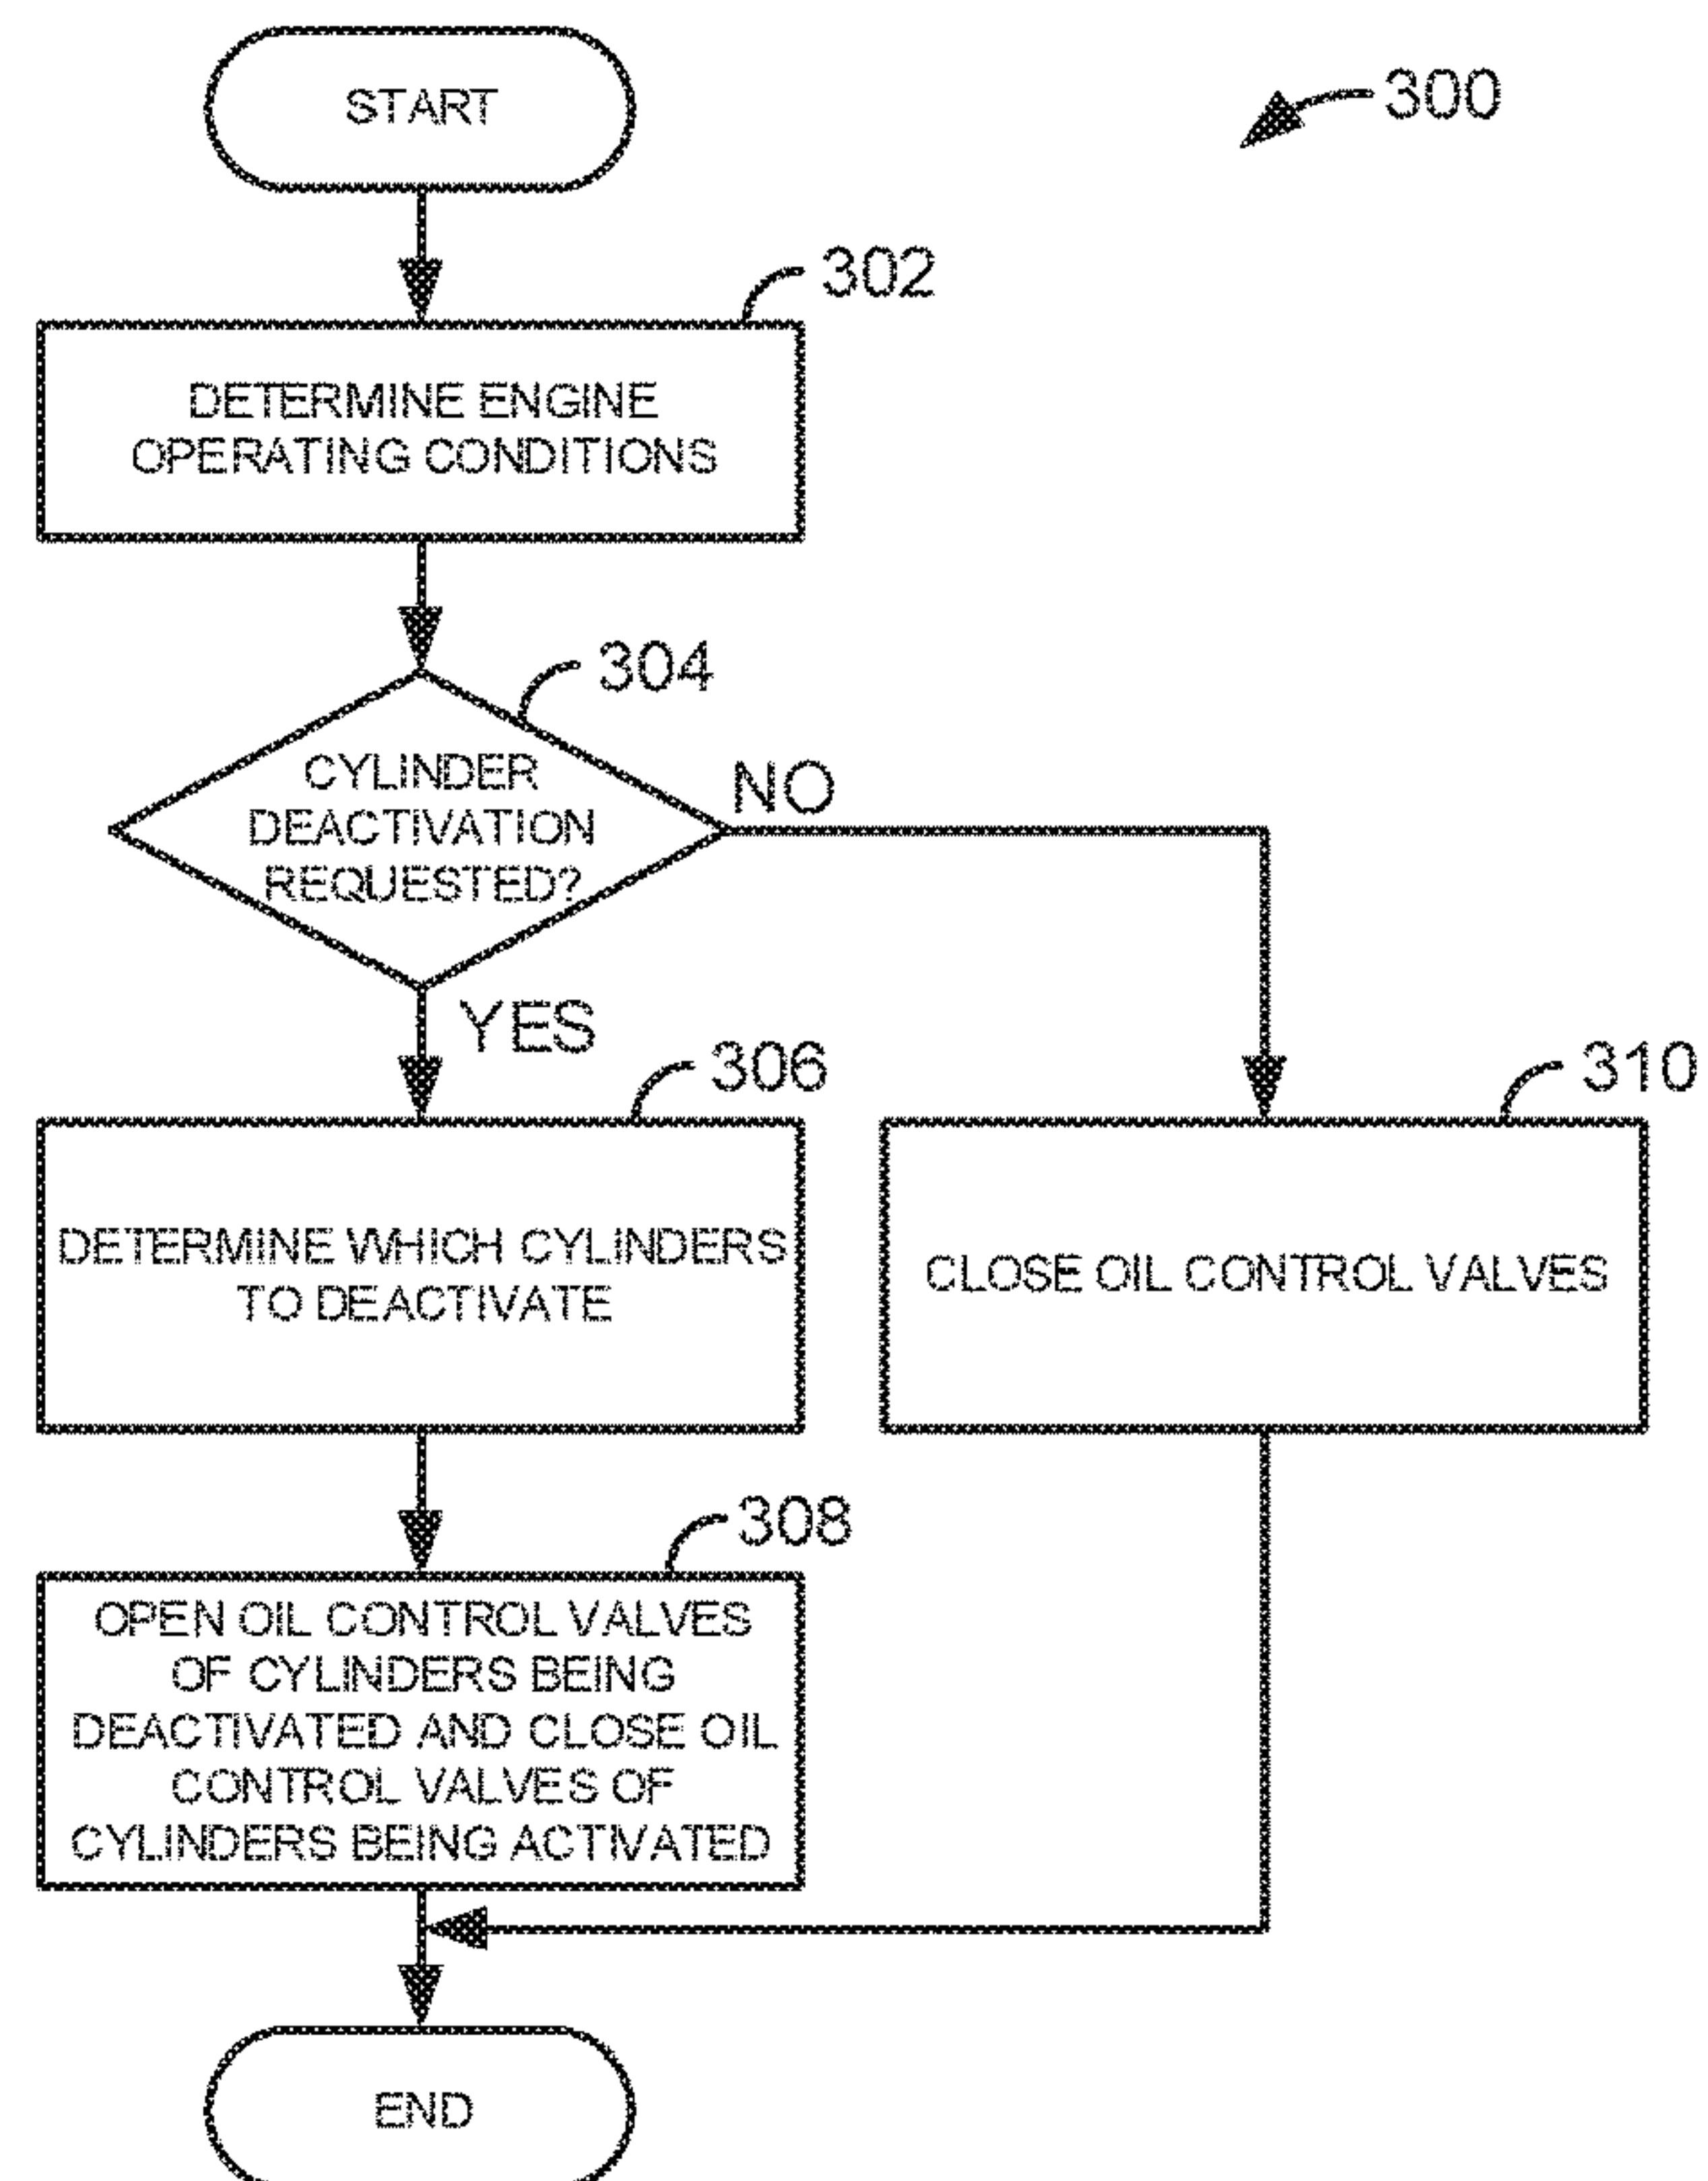 START
300
302
DETERMINE ENGINE
OPERATING CONDITIONS
304
CYLINDER
DEACTIVATION
REQUESTED?
NO
YES
306
DETERMINE WHICH CYLINDERS
TO DEACTIVATE
310
CLOSE OIL CONTROL VALVES
308
OPEN OIL CONTROL VALVES
OF CYLINDERS BEING
DEACTIVATED AND CLOSE OIL
CONTROL VALVES OF
CYLINDERS BEING ACTIVATED
END